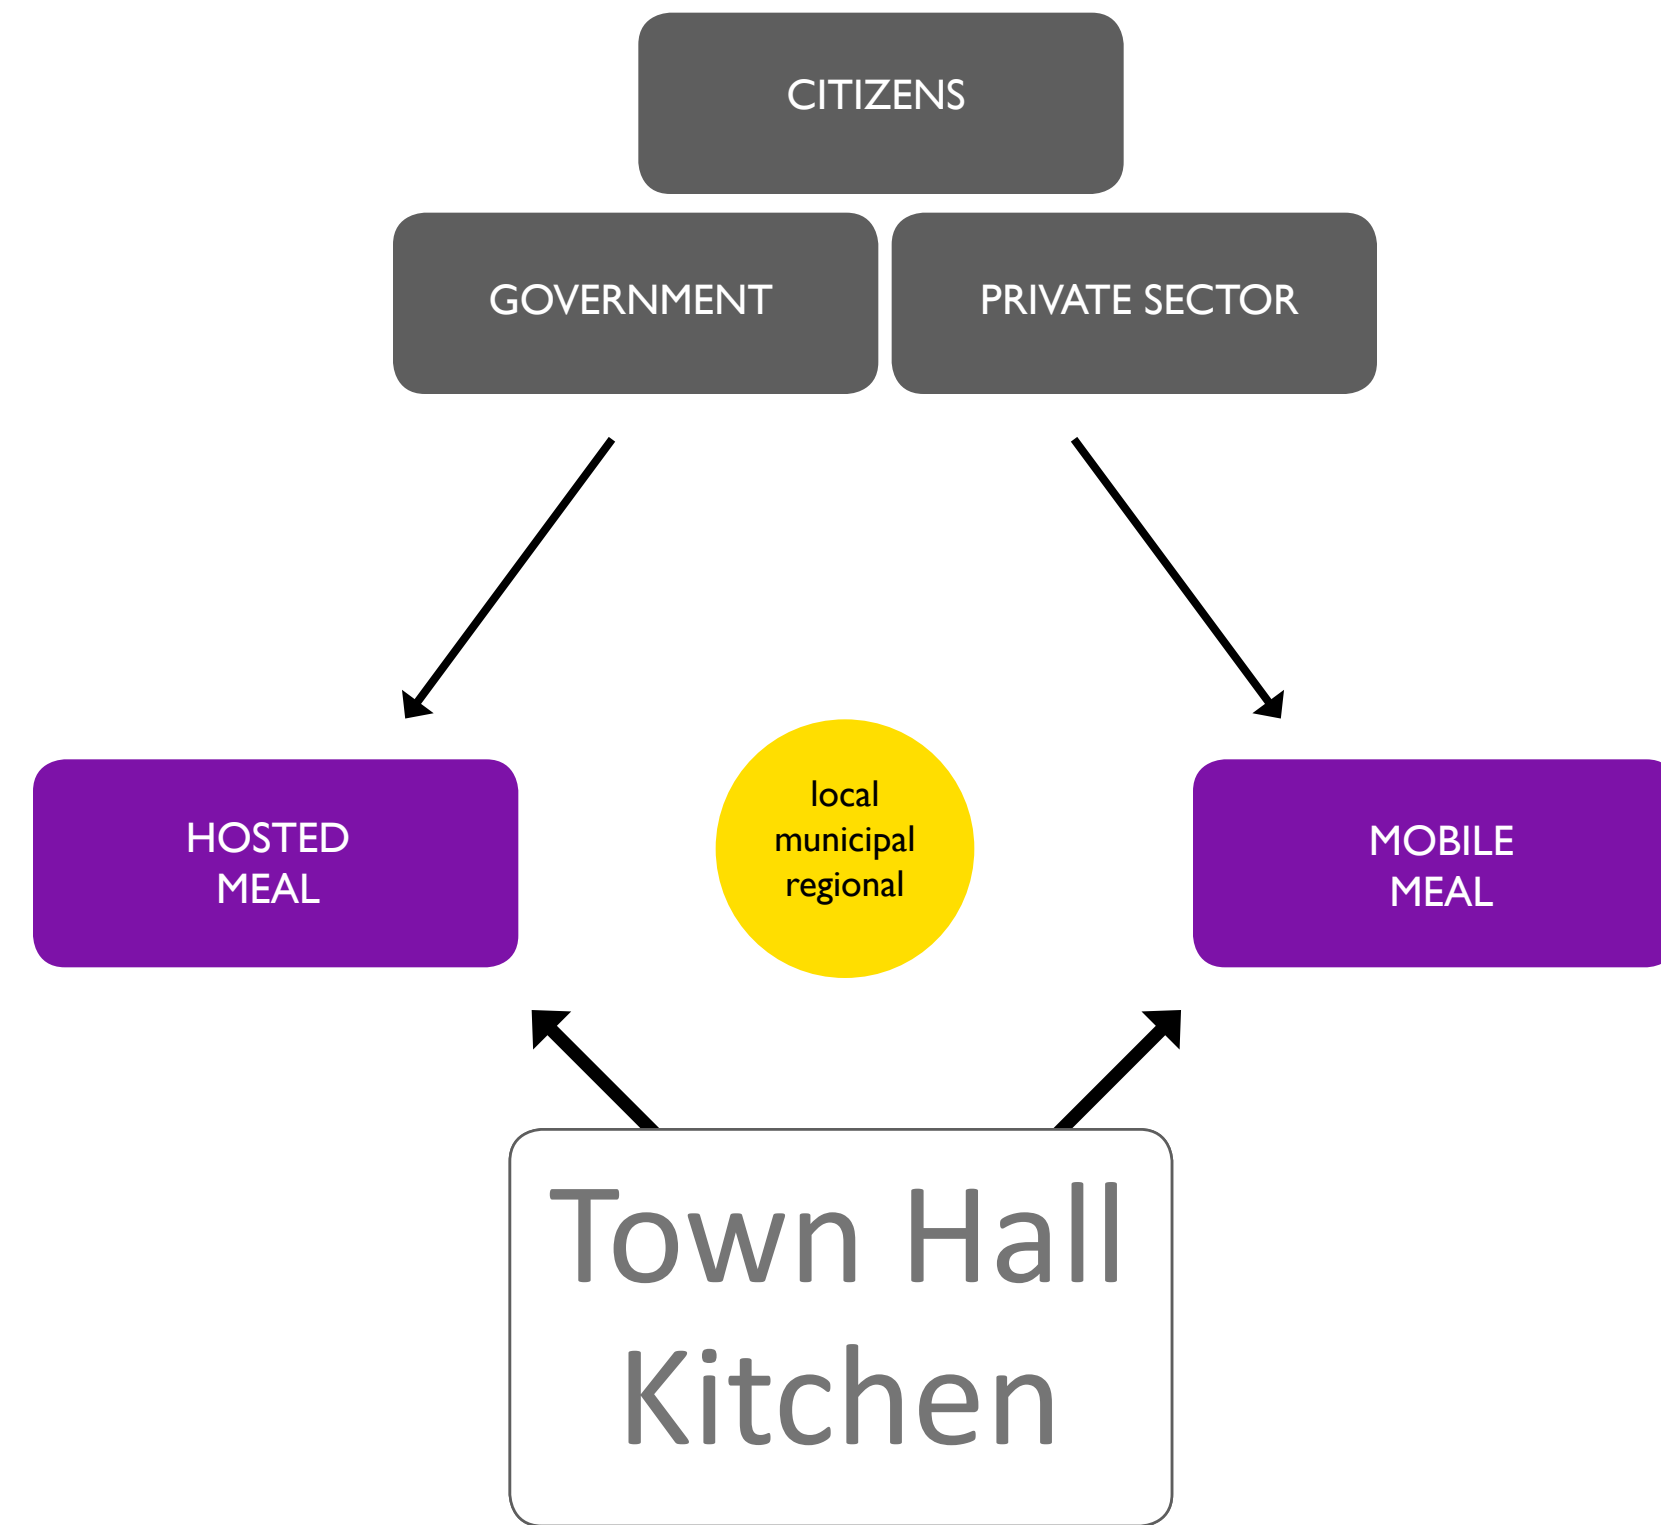 CITIZENS
GOVERNMENT
PRIVATE SECTOR
HOSTED
MEAL
local
municipal
regional
MOBILE
MEAL
Town Hall
Kitchen